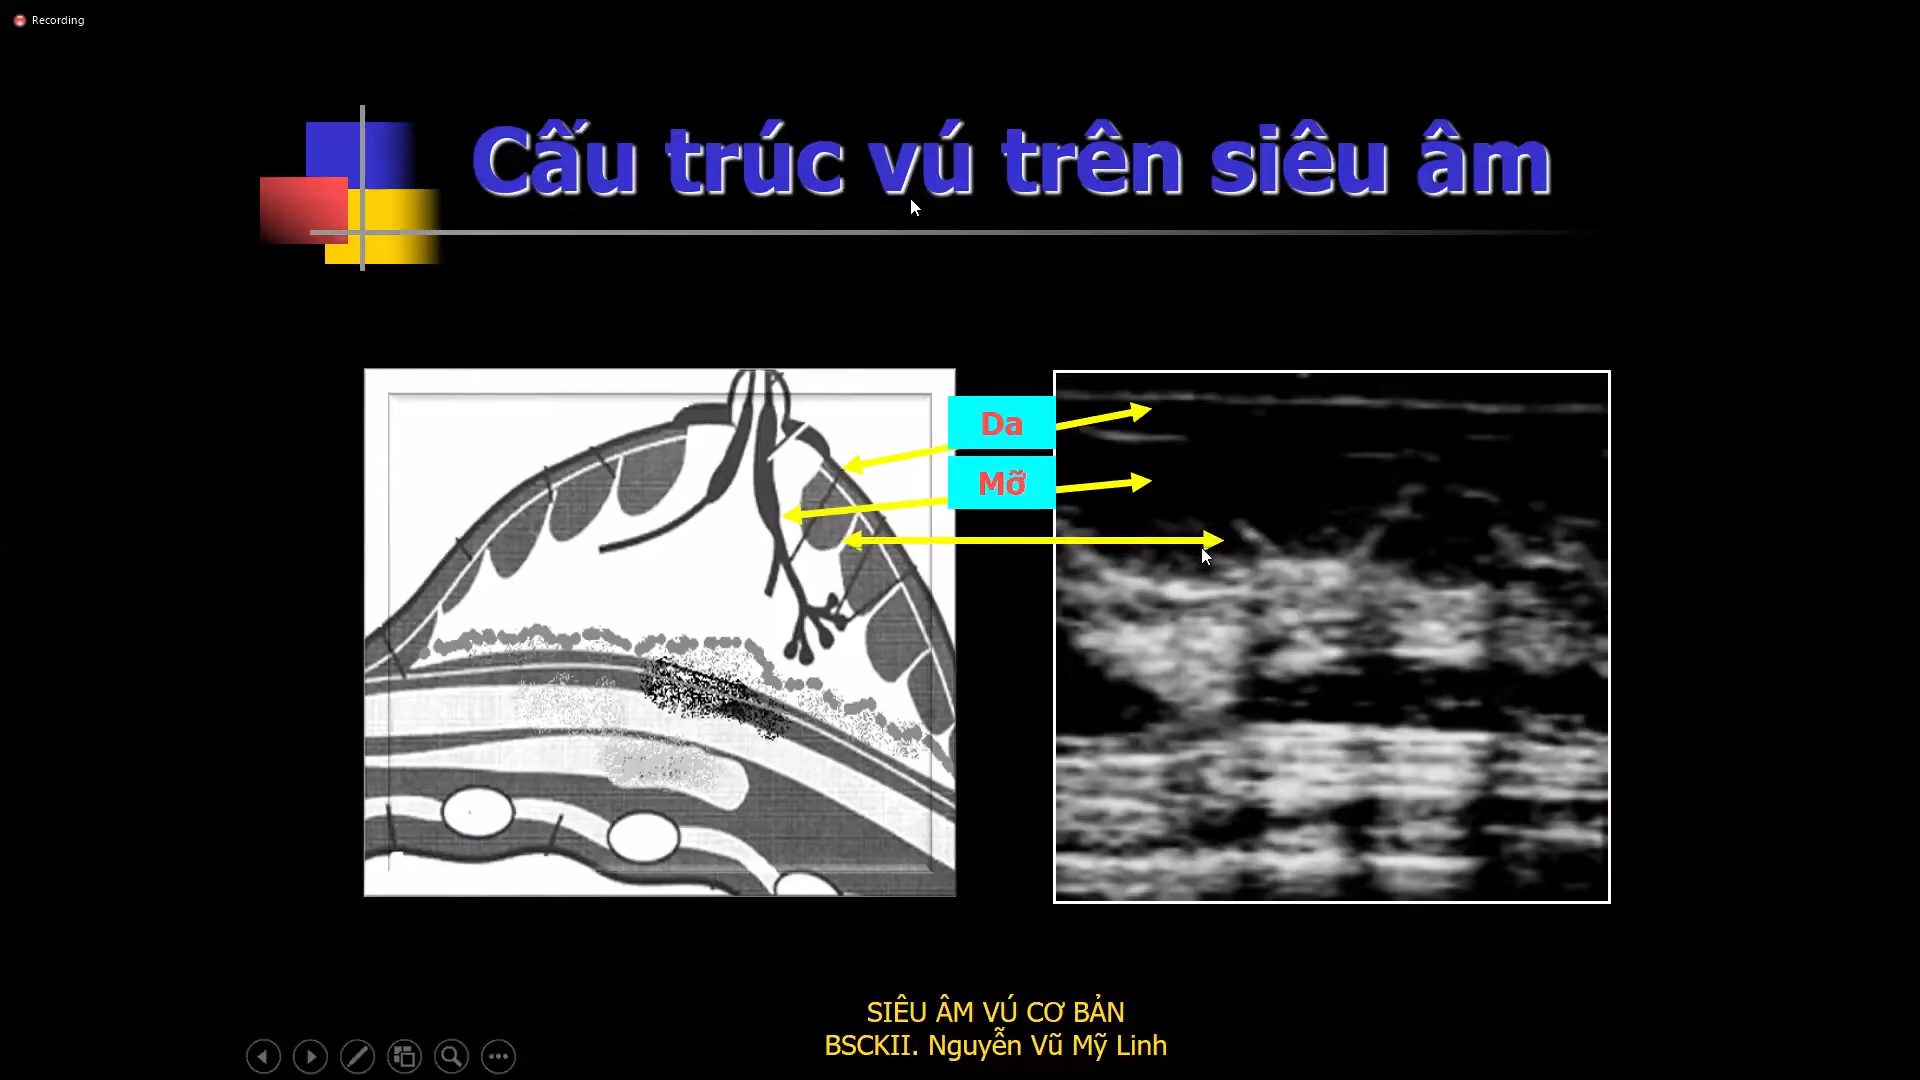 Recording
Cấu trúc vú trên siêu âm
Da
Mỡ
SIÊU ÂM VÚ CƠ BẢN
BSCKII. Nguyễn Vũ Mỹ Linh